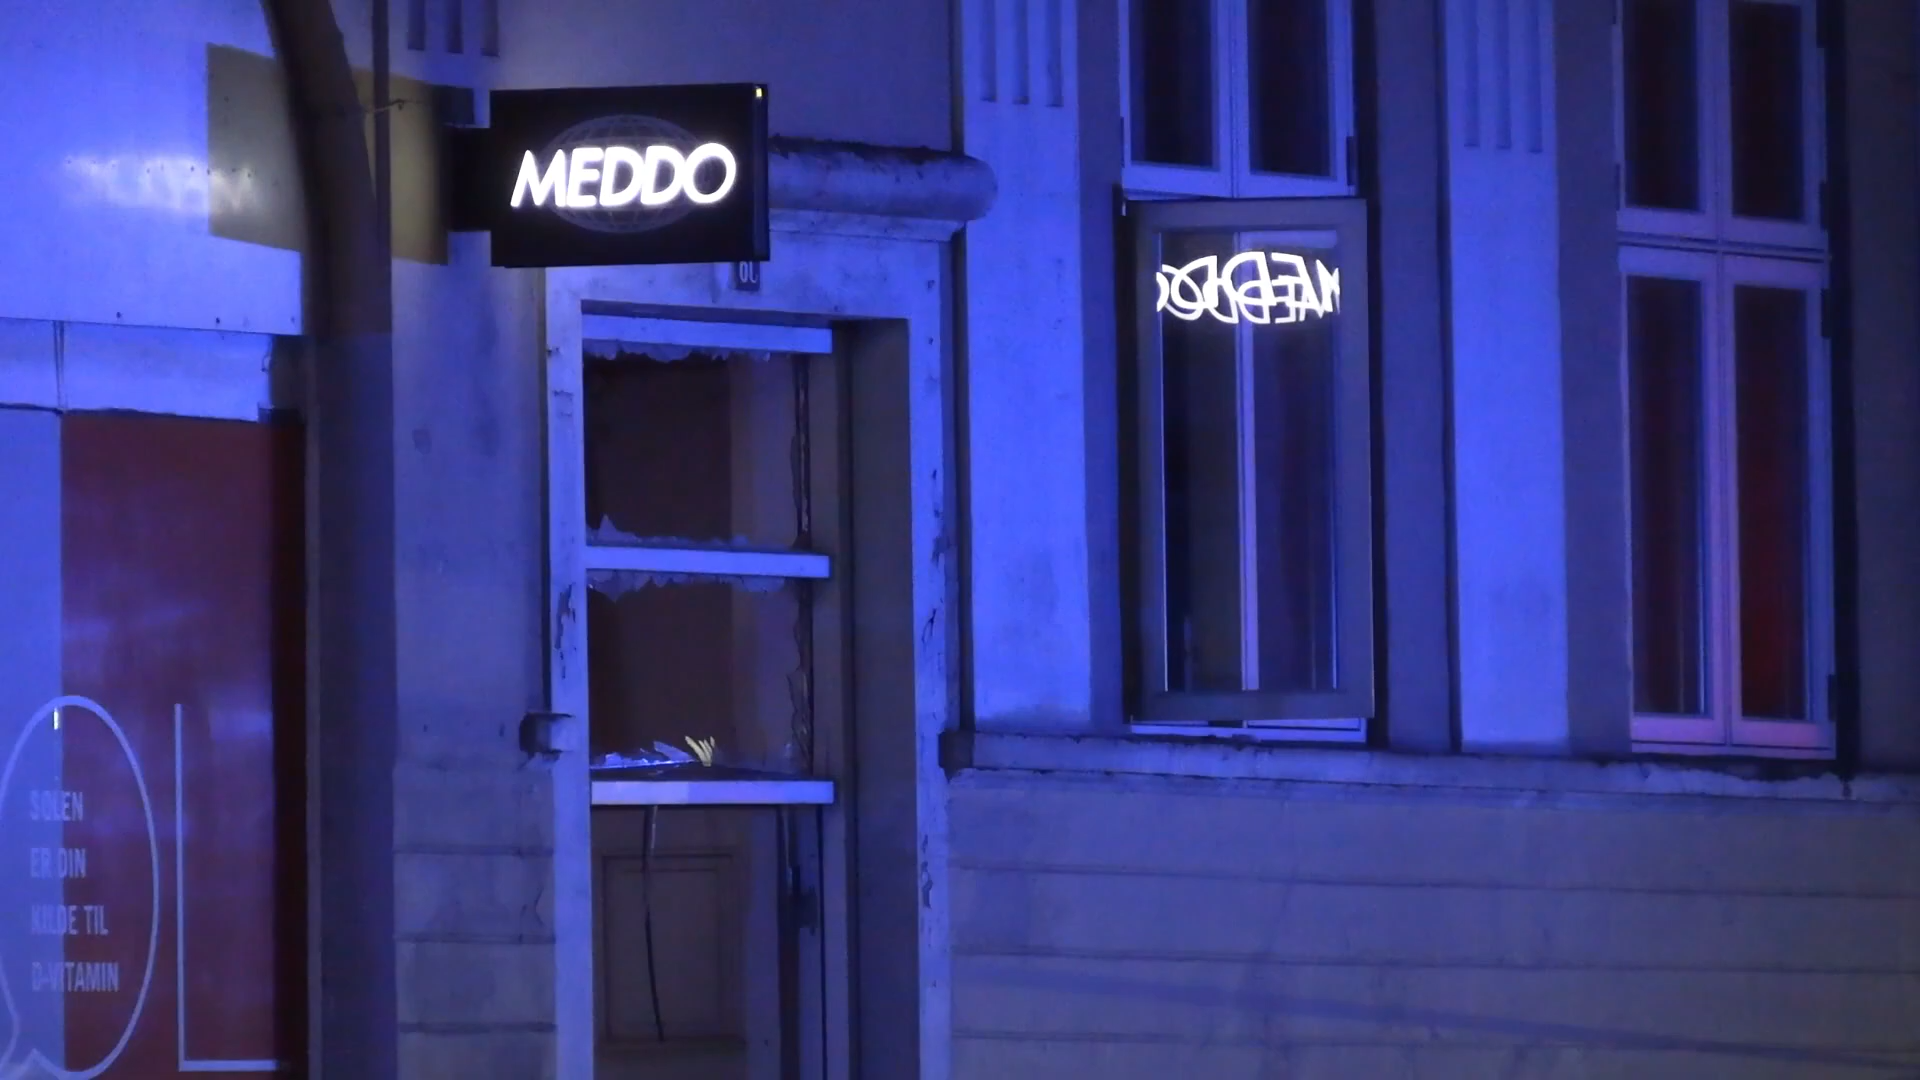 MEDDO
MEDDO
SOLEN
ER DIN
KILDE TIL
D-VITAMIN